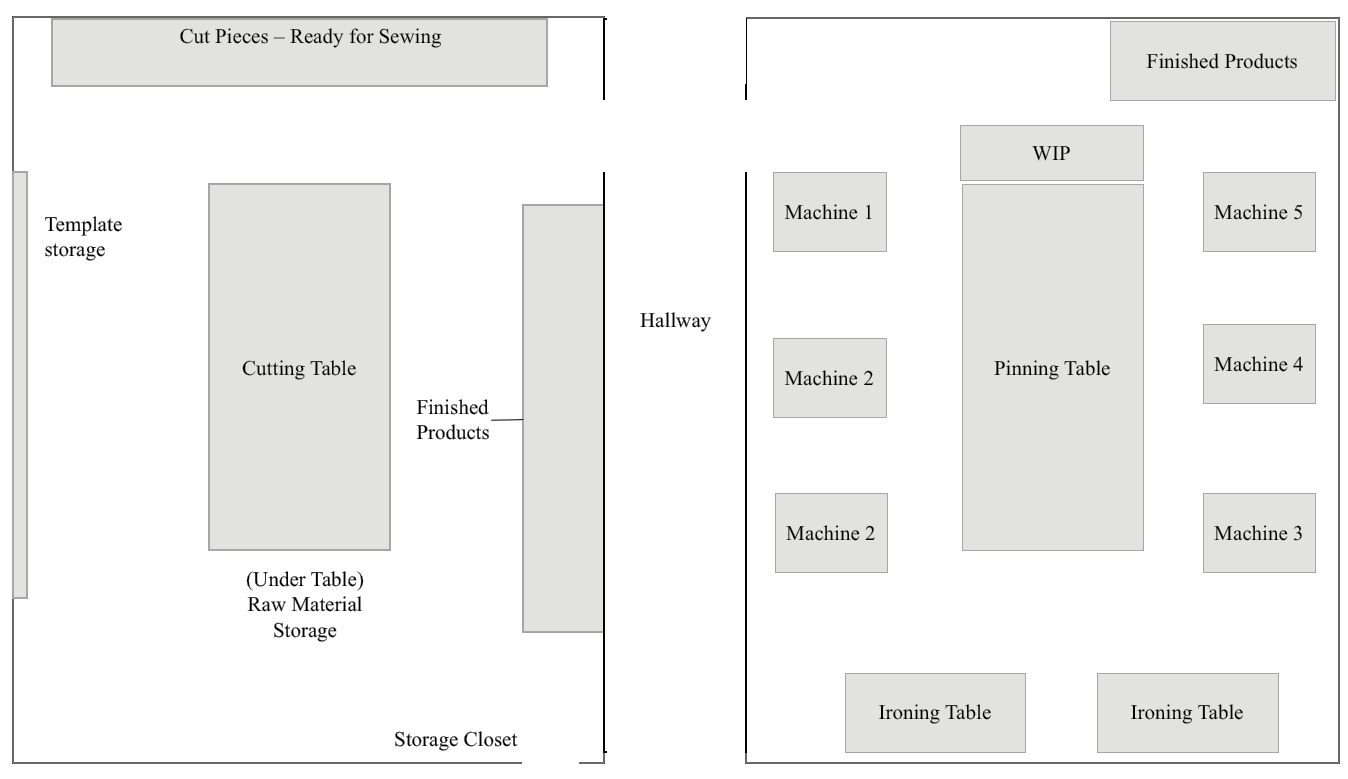 Cut Pieces – Ready for Sewing
Template
storage
Cutting Table
Finished
Products
(Under Table)
Raw Material
Storage
Storage Closet
Hallway
Finished Products
WIP
Machine 1
Machine 5
Machine 2
Pinning Table
Machine 4
Machine 2
Machine 3
Ironing Table
Ironing Table